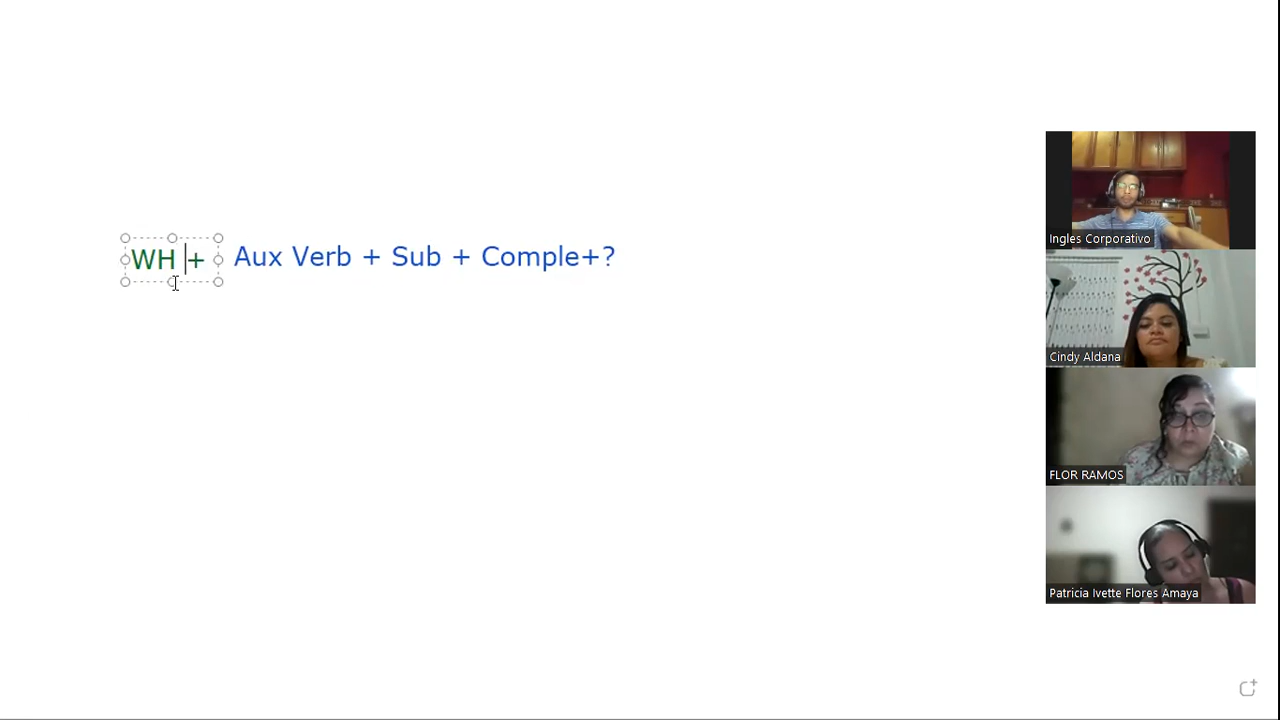 WH + Aux Verb + Sub + Comple+?
Ingles Corporativo
Cindy Aldana
FLOR RAMOS
Patricia Ivette Flores Amaya